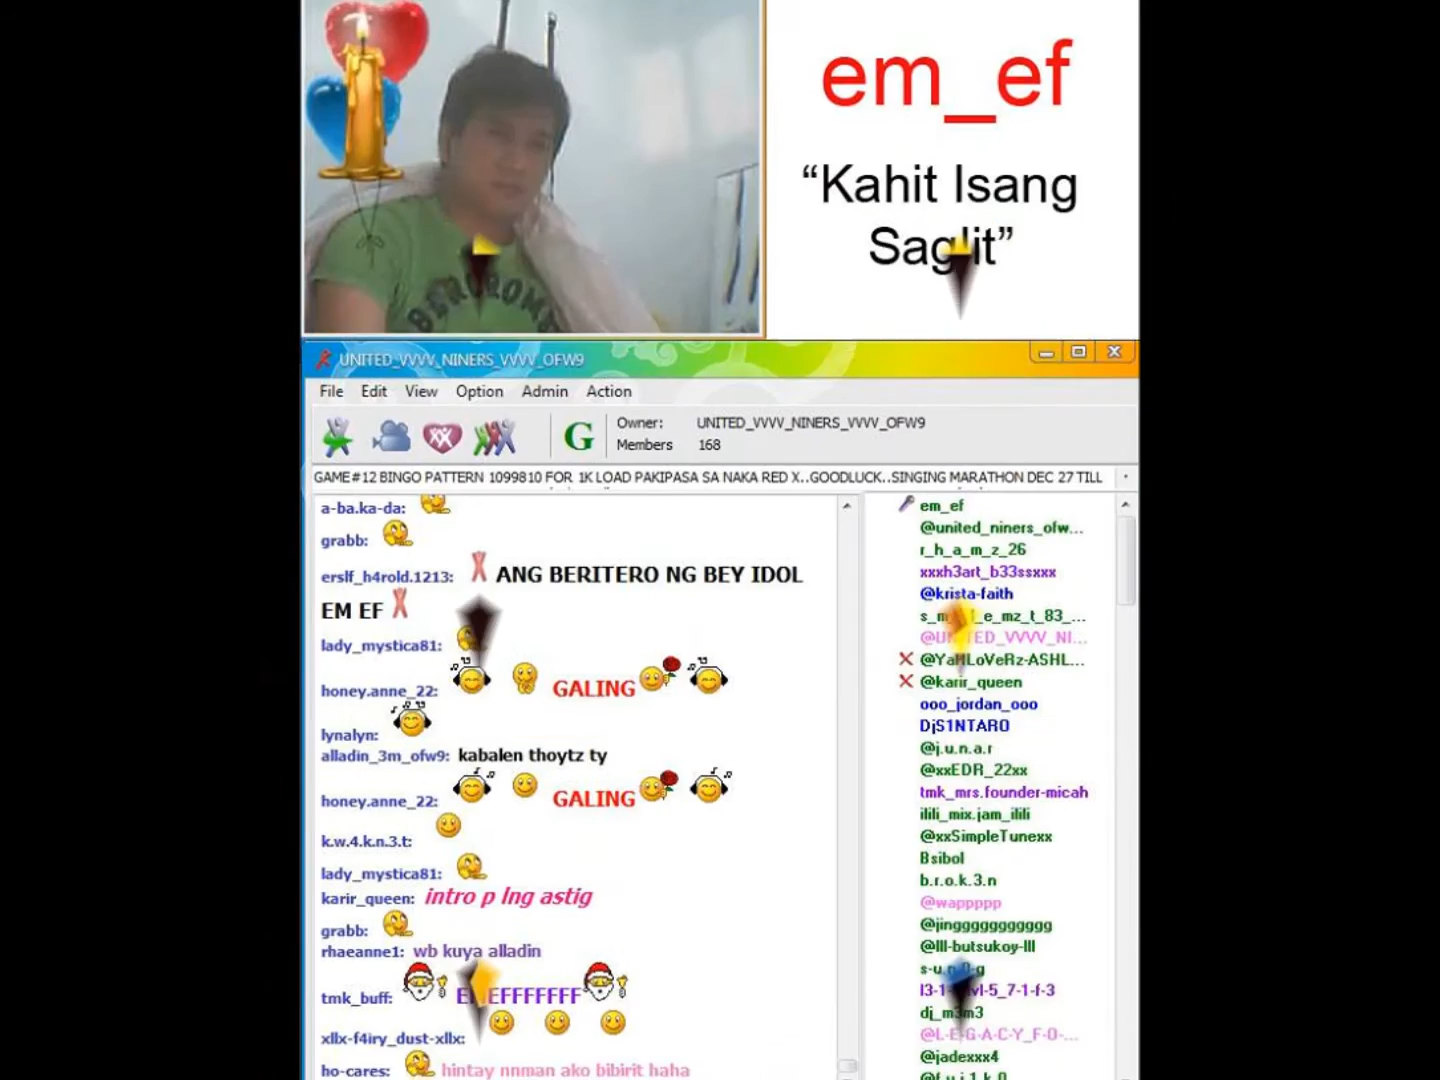 em_ef
“Kahit Isang
Saglit”
UNITED_VVVV_NINERS_VVVV_OFW9
File Edit View Option Admin Action
G
Owner: UNITED_VVVV_NINERS_VVVV_OFW9
Members 168
GAME#12 BINGO PATTERN 1099810 FOR 1K LOAD PAKIPASA SA NAKA RED X..GOODLUCK..SINGING MARATHON DEC 27 TILL
a-ba.ka-da:
grabb:
erslf_h4rold.1213: ANG BERITERO NG BEY IDOL
EM EF
lady_mystica81:
honey.anne_22: GALING
lynalyn:
alladin_3m_ofw9: kabalen thoytz ty
honey.anne_22: GALING
k.w.4.k.n.3.t:
lady_mystica81:
karir_queen: intro p lng astig
grabb:
rhaeanne1: wb kuya alladin
tmk_buff:
xllx-f4iry_dust-xllx:
ho-cares: hintay nnman ako bibirit haha
em_ef
@united_niners_ofw...
r_h_a_m_z_26
xxxh3art_b33ssxxx
@krista-faith
@YaHLoVeRz-ASHL...
@karir_queen
ooo_jordan_ooo
DjS1NTARO
@j.u.n.a.r
@xxEDR_22xx
tmk_mrs.founder-micah
ilili_mix.jam_ilili
@xxSimpleTunexx
Bsibol
b.r.o.k.3.n
@wappppp
@jinggggggggggg
@lll-butsukoy-lll
dj_m3m3
@L-E-G-A-C-Y_F-O-...
@jadexxx4